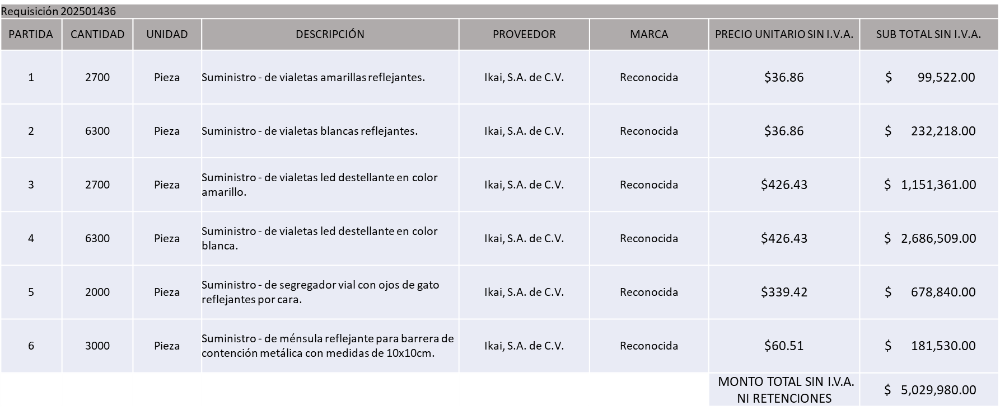 Requisición 202501436
PARTIDA CANTIDAD UNIDAD DESCRIPCIÓN PROVEEDOR MARCA PRECIO UNITARIO SIN I.V.A. SUB TOTAL SIN I.V.A.
1 2700 Pieza Suministro - de vialetas amarillas reflejantes. Ikai, S.A. de C.V. Reconocida $36.86 $ 99,522.00
2 6300 Pieza Suministro - de vialetas blancas reflejantes. Ikai, S.A. de C.V. Reconocida $36.86 $ 232,218.00
3 2700 Pieza Suministro - de vialetas led destellante en color
amarillo. Ikai, S.A. de C.V. Reconocida $426.43 $ 1,151,361.00
4 6300 Pieza Suministro - de vialetas led destellante en color
blanca. Ikai, S.A. de C.V. Reconocida $426.43 $ 2,686,509.00
5 2000 Pieza Suministro - de segregador vial con ojos de gato
reflejantes por cara. Ikai, S.A. de C.V. Reconocida $339.42 $ 678,840.00
6 3000 Pieza Suministro - de ménsula reflejante para barrera de
contención metálica con medidas de 10x10cm. Ikai, S.A. de C.V. Reconocida $60.51 $ 181,530.00
MONTO TOTAL SIN I.V.A.
NI RETENCIONES $ 5,029,980.00